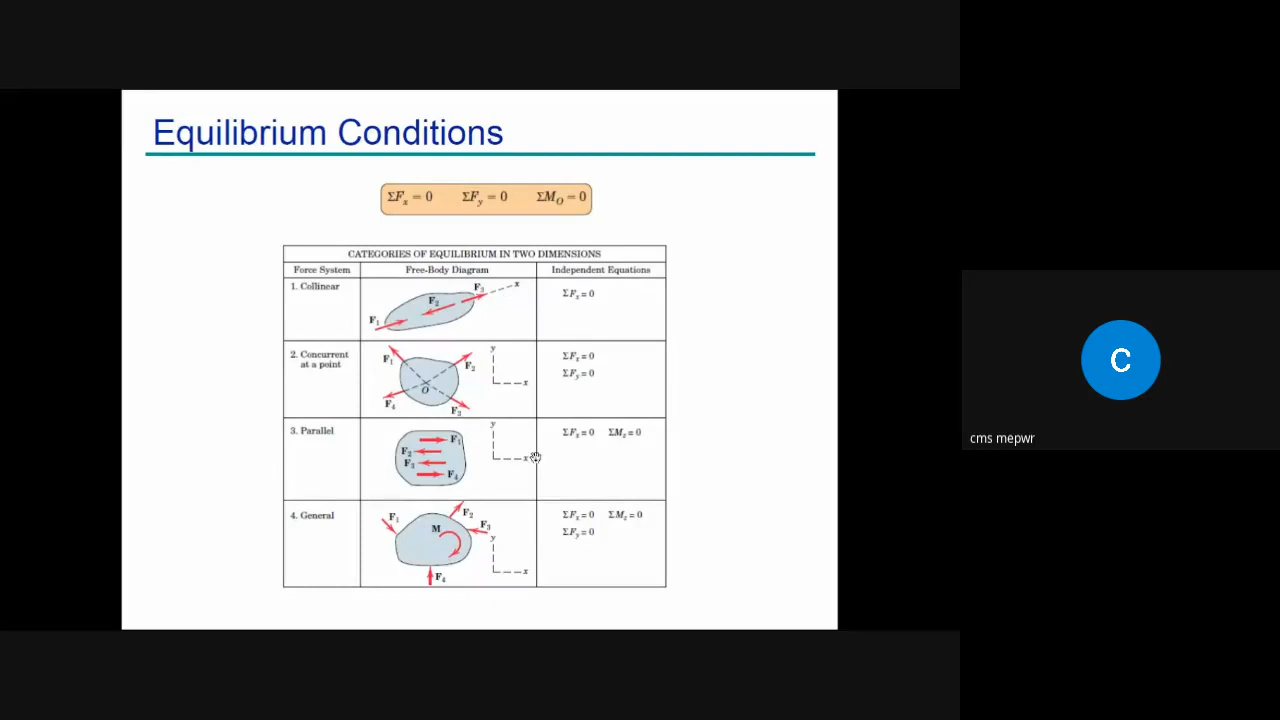 Equilibrium Conditions
ΣFx = 0 ΣFy = 0 ΣMO = 0
CATEGORIES OF EQUILIBRIUM IN TWO DIMENSIONS
Force System Free-Body Diagram Independent Equations
1. Collinear
F1 F2 F3 x
ΣFx = 0
2. Concurrent
at a point
F1 F2 F3 F4 O y x
ΣFx = 0
ΣFy = 0
3. Parallel
F1 F2 F3 F4 y x
ΣFx = 0 ΣMz = 0
4. General
F1 F2 F3 F4 M y x
ΣFx = 0 ΣMz = 0
ΣFy = 0
C
cms mepwr